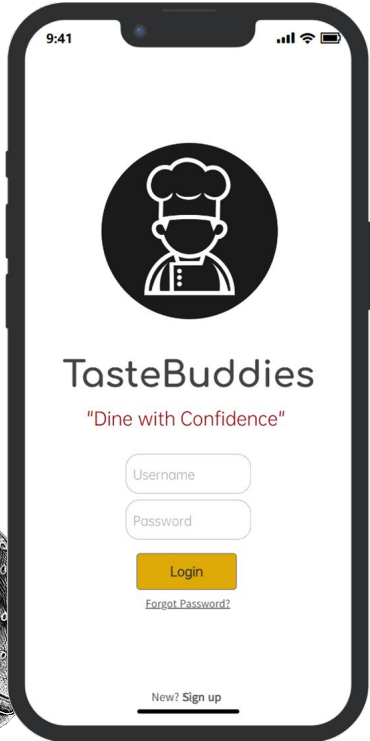 9:41
TasteBuddies
"Dine with Confidence"
Username
Password
Login
Forgot Password?
New? Sign up